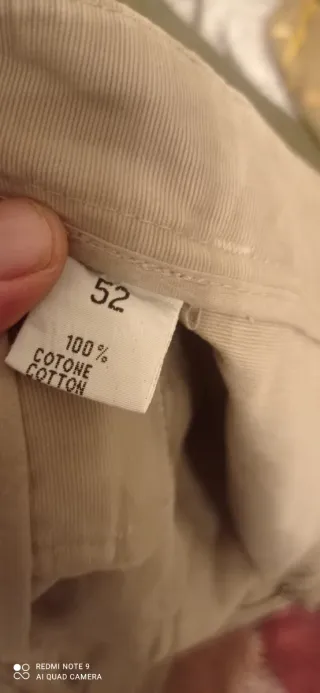 52
100%
COTONE
COTTON
REDMI NOTE 9
AI QUAD CAMERA